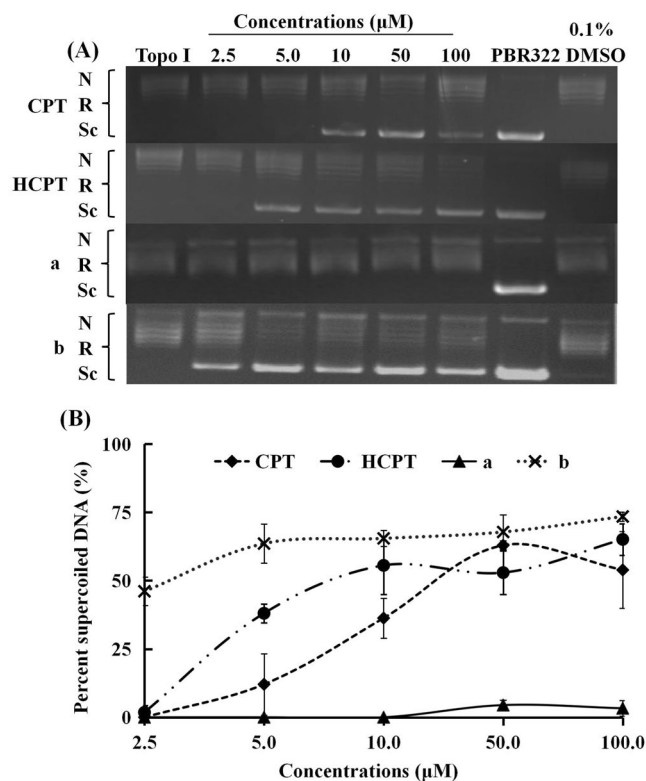 Concentrations (µM)
0.1%
(A)
Topo I 2.5 5.0 10 50 100 PBR322 DMSO
N
CPT R
Sc
N
HCPT R
Sc
N
a R
Sc
N
b R
Sc
(B)
100
CPT HCPT a b
75
50
25
0
Percent supercoiled DNA (%)
2.5 5.0 10.0 50.0 100.0
Concentrations (µM)